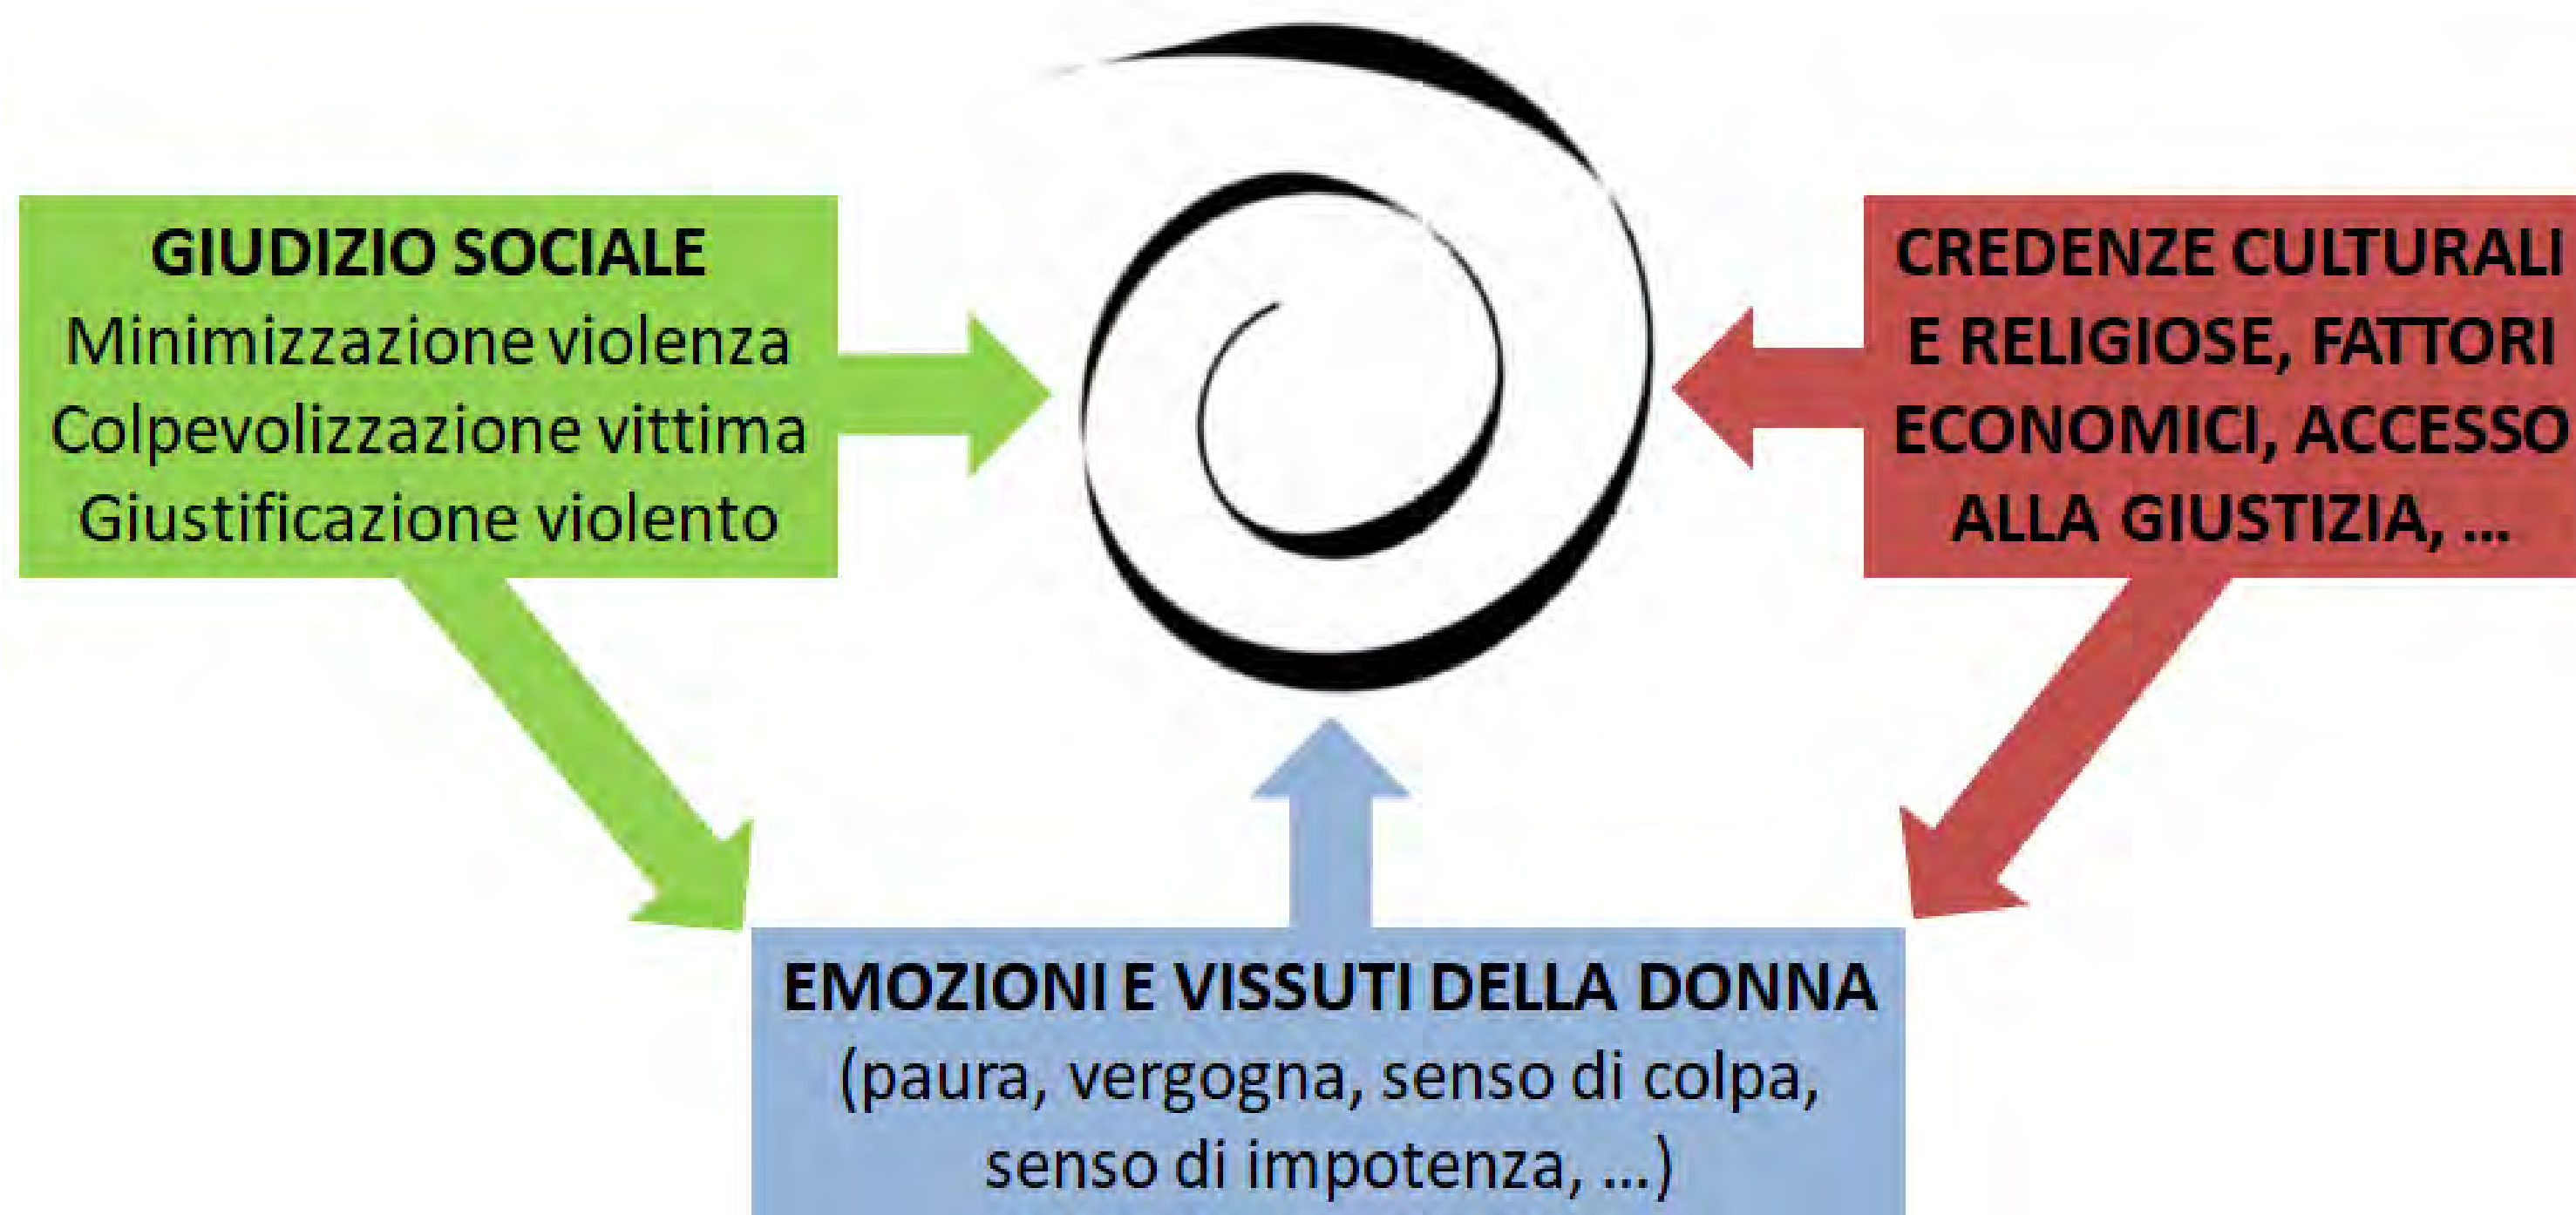 GIUDIZIO SOCIALE
Minimizzazione violenza
Colpevolizzazione vittima
Giustificazione violento
CREDENZE CULTURALI
E RELIGIOSE, FATTORI
ECONOMICI, ACCESSO
ALLA GIUSTIZIA, ...
EMOZIONI E VISSUTI DELLA DONNA
(paura, vergogna, senso di colpa,
senso di impotenza, ...)